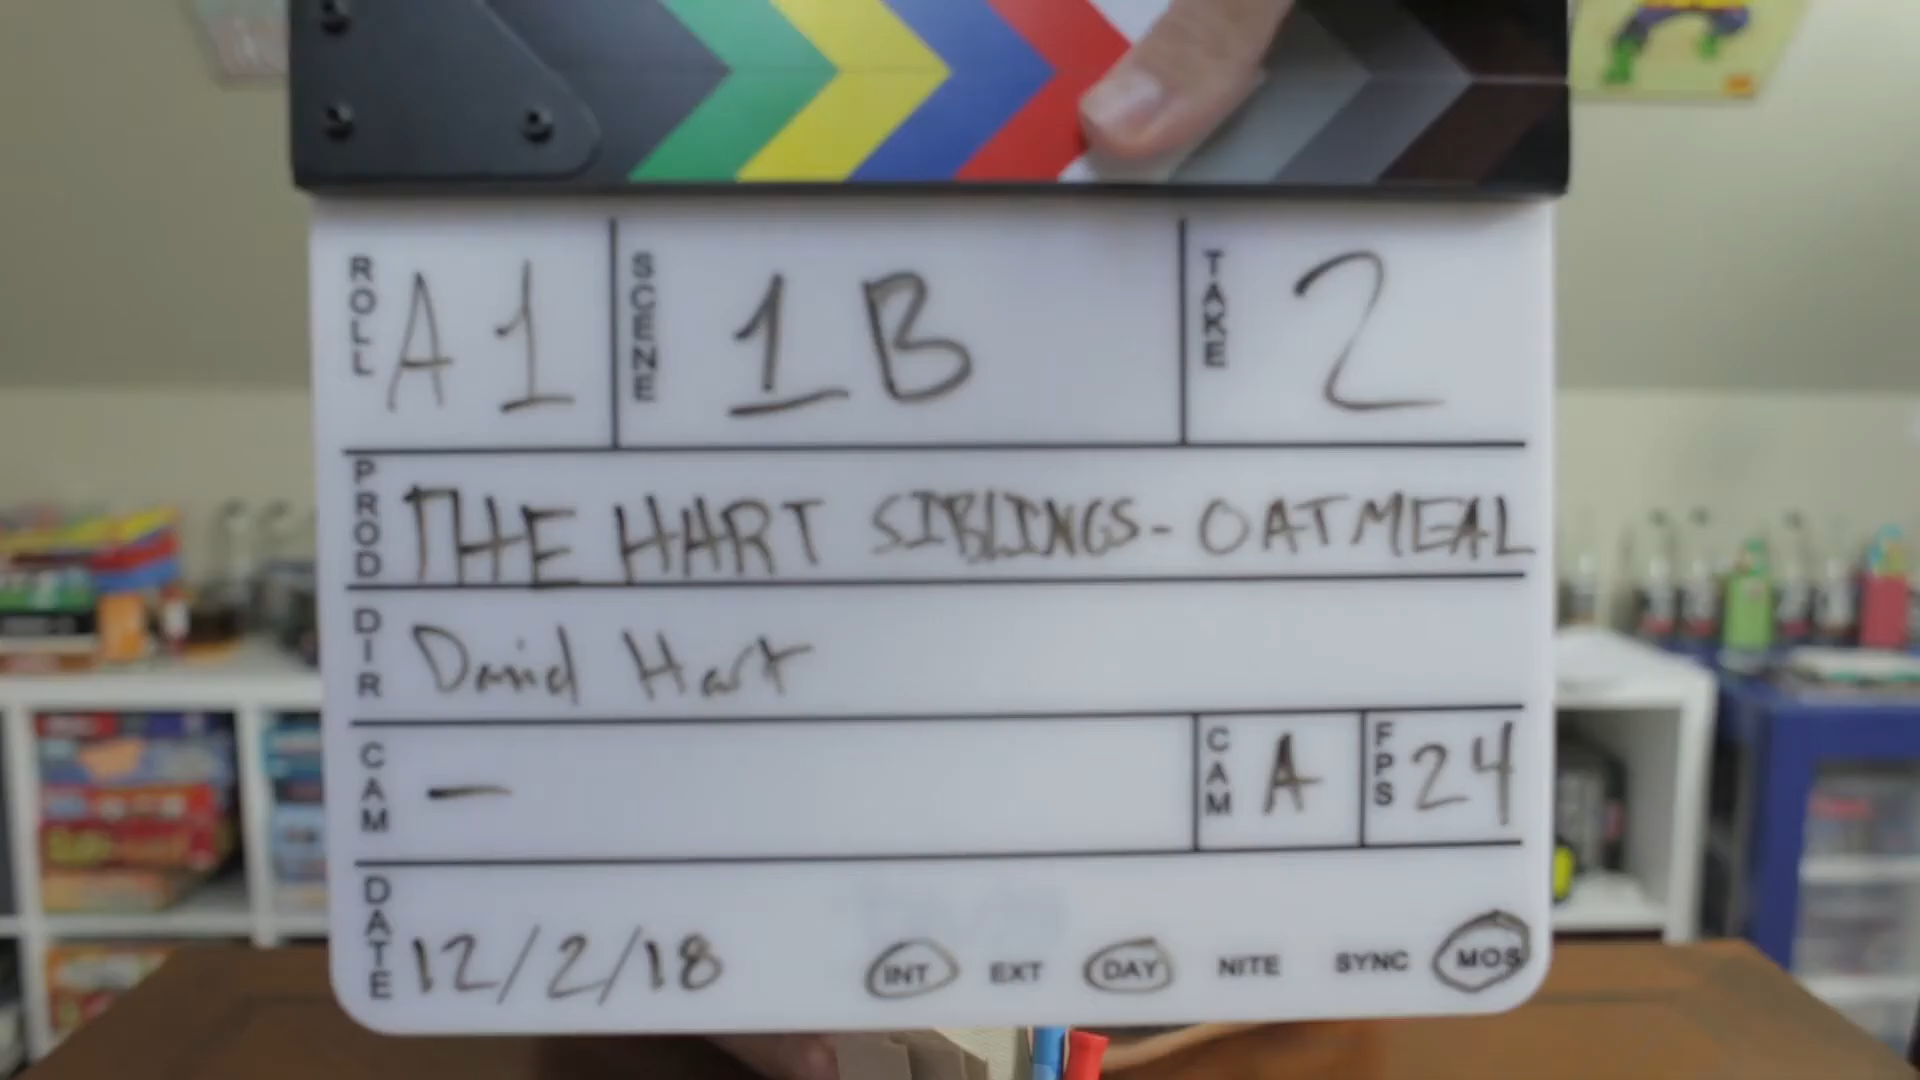 ROLL A1 SCENE 1B TAKE 2
PROD THE HART SIBLINGS - OATMEAL
DIR David Hart
CAM — CAM A FPS 24
DATE 12/2/18 INT EXT DAY NITE SYNC MOS